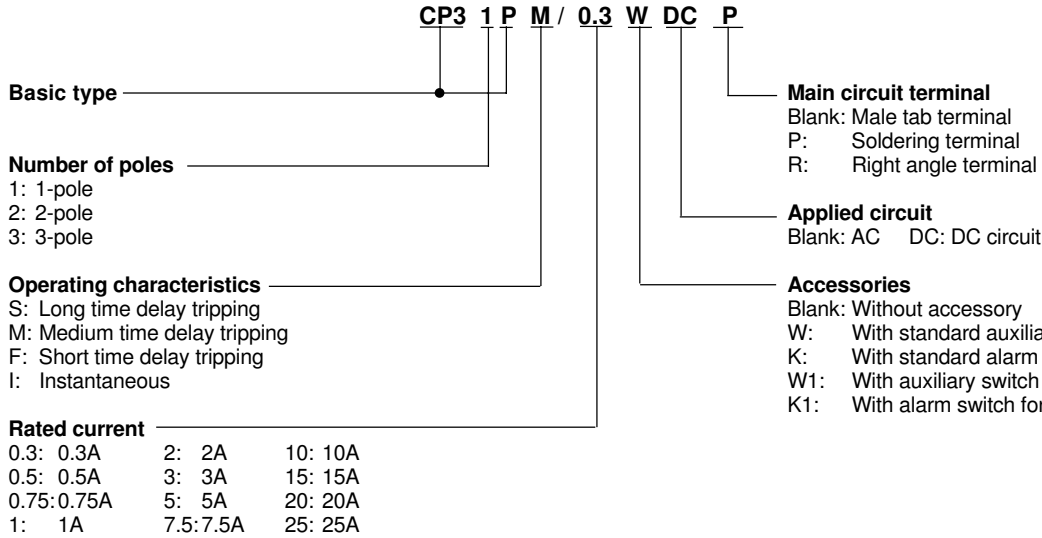 CP3 1 P M / 0.3 W DC P
Basic type
Number of poles
1: 1-pole
2: 2-pole
3: 3-pole
Operating characteristics
S: Long time delay tripping
M: Medium time delay tripping
F: Short time delay tripping
I: Instantaneous
Rated current
0.3: 0.3A 2: 2A 10: 10A
0.5: 0.5A 3: 3A 15: 15A
0.75: 0.75A 5: 5A 20: 20A
1: 1A 7.5: 7.5A 25: 25A
Main circuit terminal
Blank: Male tab terminal
P: Soldering terminal
R: Right angle terminal
Applied circuit
Blank: AC DC: DC circuit
Accessories
Blank: Without accessory
W: With standard
K: With standard alarm
W1: With auxiliary switch
K1: With alarm switch